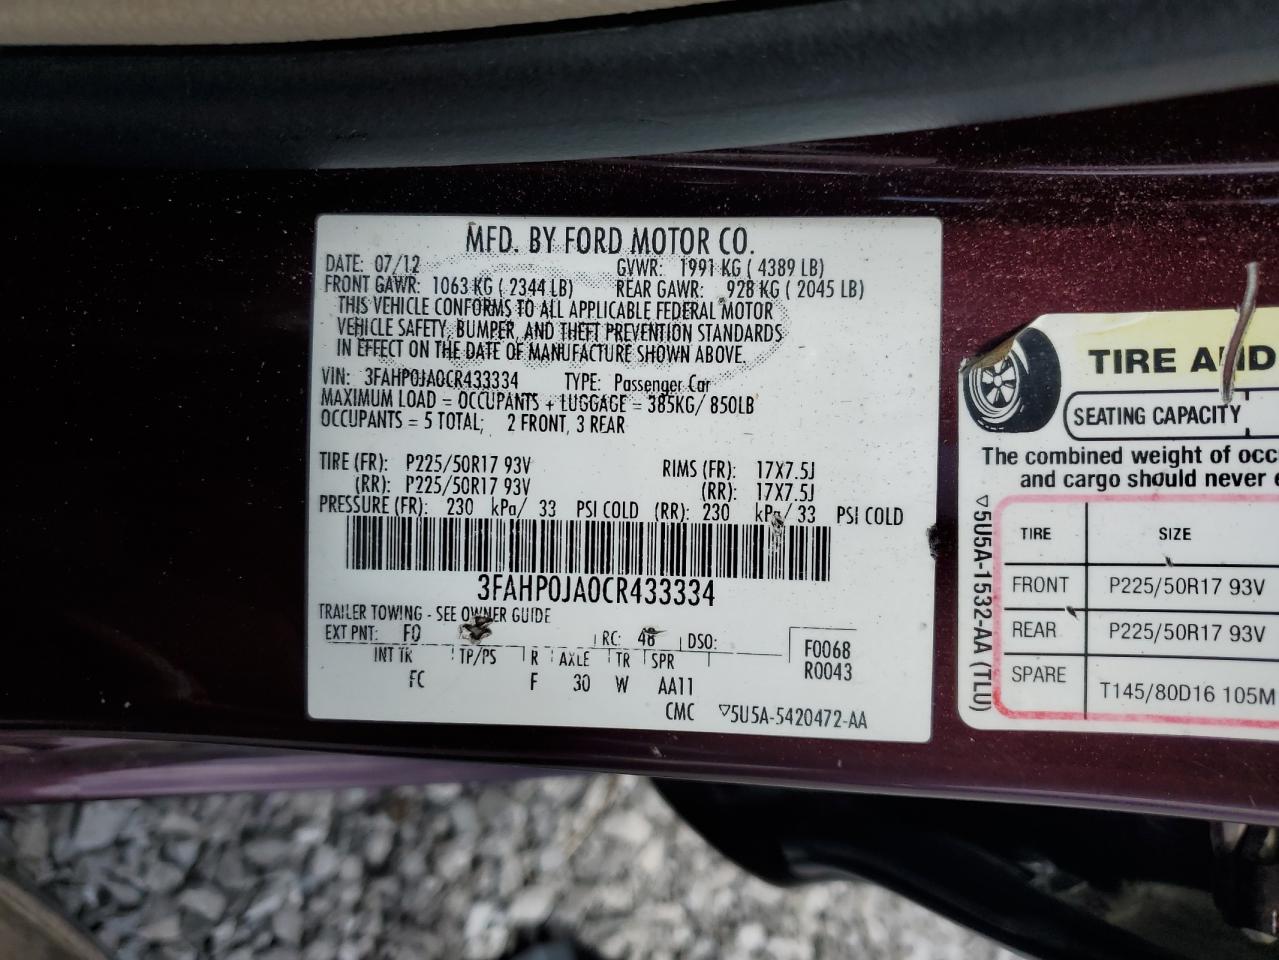 MFD. BY FORD MOTOR CO.
DATE: 07/12 GVWR: 1991 KG ( 4389 LB)
FRONT GAWR: 1063 KG ( 2344 LB) REAR GAWR: 928 KG ( 2045 LB)
THIS VEHICLE CONFORMS TO ALL APPLICABLE FEDERAL MOTOR
VEHICLE SAFETY, BUMPER, AND THEFT PREVENTION STANDARDS
IN EFFECT ON THE DATE OF MANUFACTURE SHOWN ABOVE.
VIN: 3FAHP0JA0CR433334 TYPE: Passenger Car
MAXIMUM LOAD = OCCUPANTS + LUGGAGE = 385KG/ 850LB
OCCUPANTS = 5 TOTAL; 2 FRONT, 3 REAR
TIRE (FR): P225/50R17 93V RIMS (FR): 17X7.5J
(RR): P225/50R17 93V (RR): 17X7.5J
PRESSURE (FR): 230 kPa/ 33 PSI COLD (RR): 230 kPa/ 33 PSI COLD
3FAHP0JA0CR433334
TRAILER TOWING - SEE OWNER GUIDE
EXT PNT: FQ RC: 48 DSO: F0068
INT TR TP/PS R AXLE TR SPR R0043
FC F 30 W AA11
CMC ▽5U5A-5420472-AA
TIRE AND
SEATING CAPACITY
The combined weight of occ
and cargo should never e
TIRE SIZE
FRONT P225/50R17 93V
REAR P225/50R17 93V
SPARE T145/80D16 105M
▽5U5A-1532-AA (TLU)